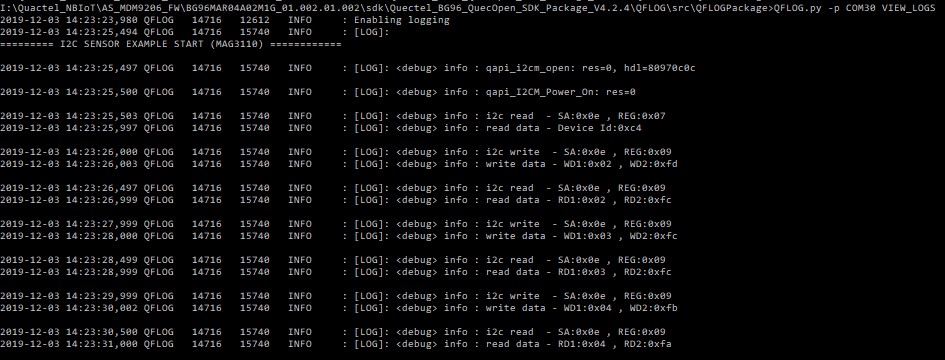 I:\Quactel_NBIoT\AS_MDM9206_FW\BG96MAR04A02M1G_01.002.01.002\sdk\Quectel_BG96_QuecOpen_SDK_Package_V4.2.4\QFLOG\src\QFLOGPackage>QFLOG.py -p COM30 VIEW_LOGS
2019-12-03 14:23:23,980 QFLOG 14716 12612 INFO : Enabling logging
2019-12-03 14:23:25,494 QFLOG 14716 15740 INFO : [LOG]:
========= I2C SENSOR EXAMPLE START (MAG3110) ============
2019-12-03 14:23:25,497 QFLOG 14716 15740 INFO : [LOG]: <debug> info : qapi_i2cm_open: res=0, hdl=80970c0c
2019-12-03 14:23:25,500 QFLOG 14716 15740 INFO : [LOG]: <debug> info : qapi_I2CM_Power_On: res=0
2019-12-03 14:23:25,503 QFLOG 14716 15740 INFO : [LOG]: <debug> info : i2c read - SA:0x0e , REG:0x07
2019-12-03 14:23:25,997 QFLOG 14716 15740 INFO : [LOG]: <debug> info : read data - Device Id:0xc4
2019-12-03 14:23:26,000 QFLOG 14716 15740 INFO : [LOG]: <debug> info : i2c write - SA:0x0e , REG:0x09
2019-12-03 14:23:26,003 QFLOG 14716 15740 INFO : [LOG]: <debug> info : write data - WD1:0x02 , WD2:0xfd
2019-12-03 14:23:26,497 QFLOG 14716 15740 INFO : [LOG]: <debug> info : i2c read - SA:0x0e , REG:0x09
2019-12-03 14:23:26,999 QFLOG 14716 15740 INFO : [LOG]: <debug> info : read data - RD1:0x02 , RD2:0xfc
2019-12-03 14:23:27,999 QFLOG 14716 15740 INFO : [LOG]: <debug> info : i2c write - SA:0x0e , REG:0x09
2019-12-03 14:23:28,000 QFLOG 14716 15740 INFO : [LOG]: <debug> info : write data - WD1:0x03 , WD2:0xfc
2019-12-03 14:23:28,499 QFLOG 14716 15740 INFO : [LOG]: <debug> info : i2c read - SA:0x0e , REG:0x09
2019-12-03 14:23:28,999 QFLOG 14716 15740 INFO : [LOG]: <debug> info : read data - RD1:0x03 , RD2:0xfc
2019-12-03 14:23:29,999 QFLOG 14716 15740 INFO : [LOG]: <debug> info : i2c write - SA:0x0e , REG:0x09
2019-12-03 14:23:30,002 QFLOG 14716 15740 INFO : [LOG]: <debug> info : write data - WD1:0x04 , WD2:0xfb
2019-12-03 14:23:30,500 QFLOG 14716 15740 INFO : [LOG]: <debug> info : i2c read - SA:0x0e , REG:0x09
2019-12-03 14:23:31,000 QFLOG 14716 15740 INFO : [LOG]: <debug> info : read data - RD1:0x04 , RD2:0xfa